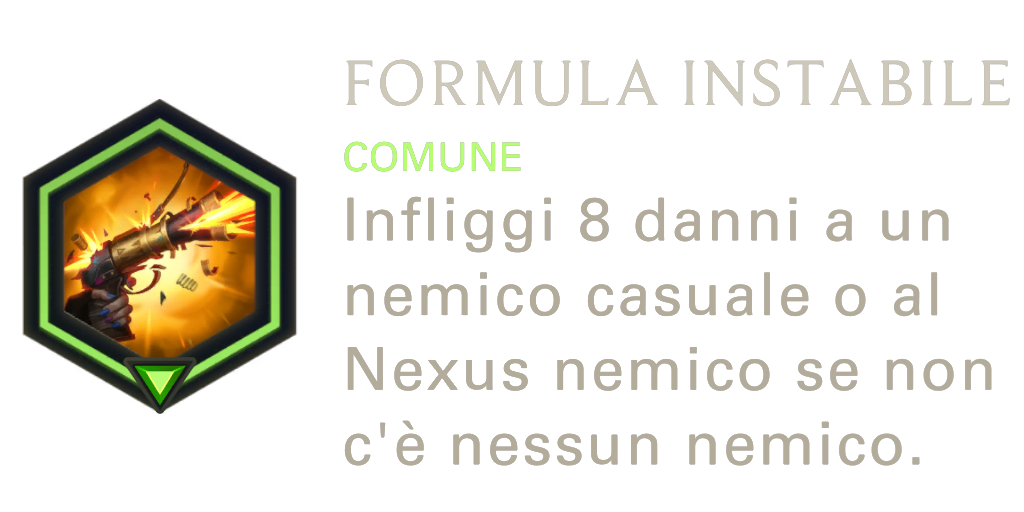 FORMULA INSTABILE
COMUNE
Infliggi 8 danni a un
nemico casuale o al
Nexus nemico se non
c'è nessun nemico.